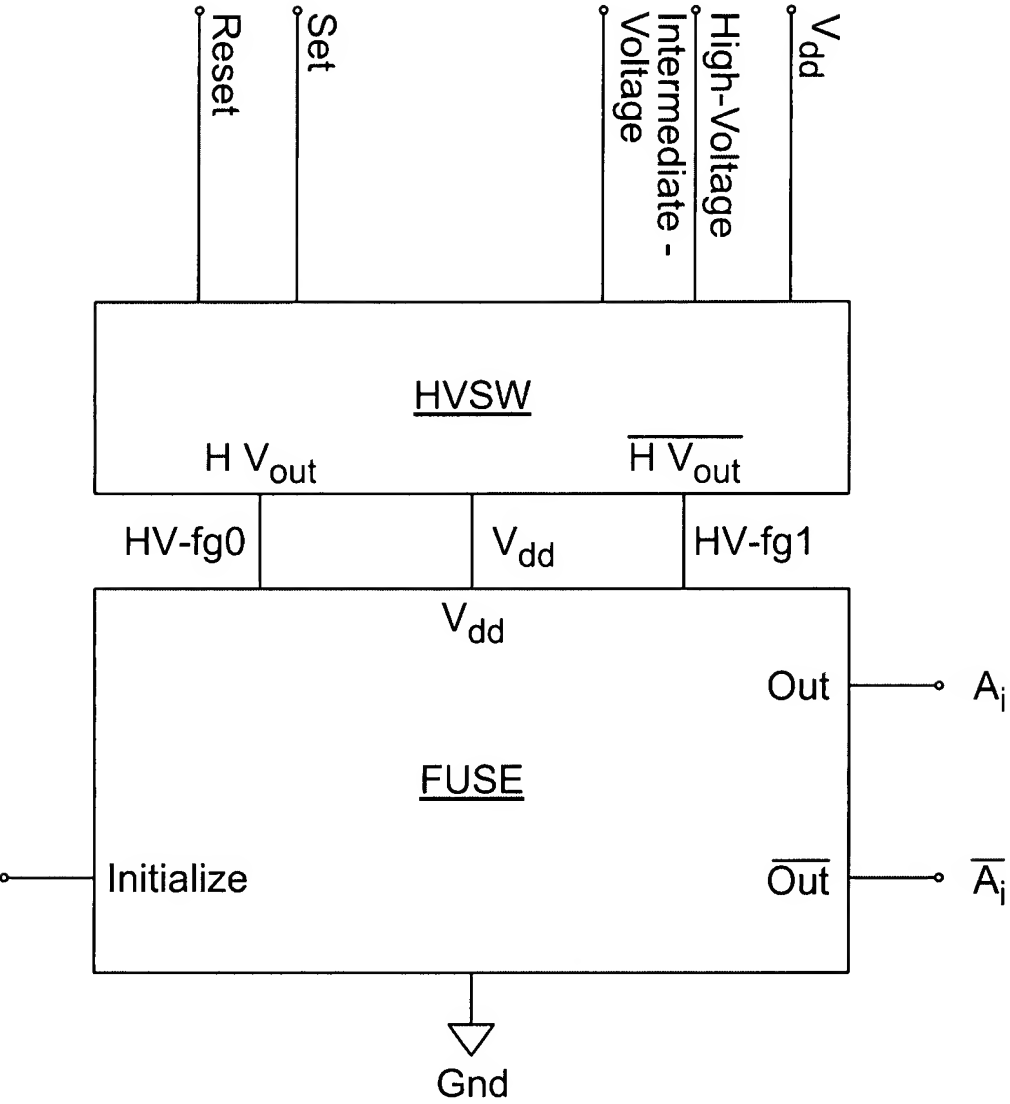 Reset
Set
Intermediate -
Voltage
High-Voltage
Vdd
HVSW
H Vout
H Vout
HV-fg0
Vdd
HV-fg1
Vdd
Out
Ai
FUSE
Initialize
Out
Ai
Gnd